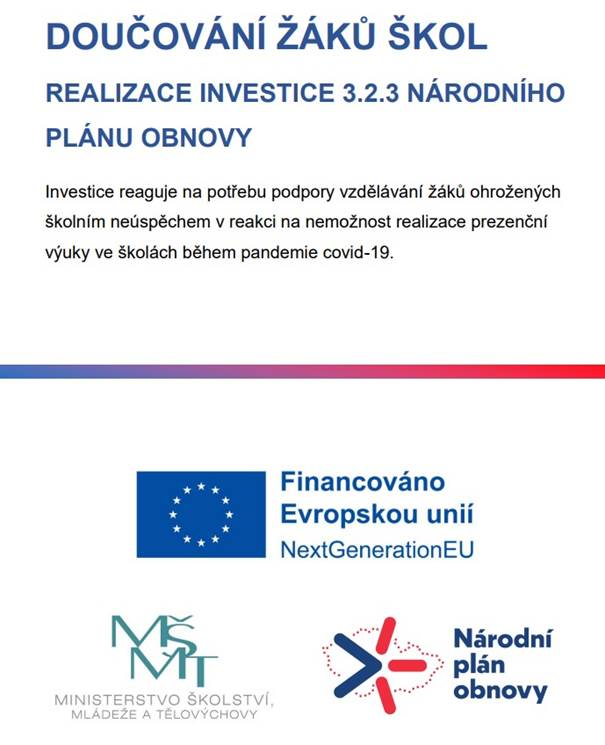 DOUČOVÁNÍ ŽÁKŮ ŠKOL
REALIZACE INVESTICE 3.2.3 NÁRODNÍHO
PLÁNU OBNOVY
Investice reaguje na potřebu podpory vzdělávání žáků ohrožených
školním neúspěchem v reakci na nemožnost realizace prezenční
výuky ve školách během pandemie covid-19.
Financováno
Evropskou unií
NextGenerationEU
MŠ
MT
MINISTERSTVO ŠKOLSTVÍ,
MLÁDEŽE A TĚLOVÝCHOVY
Národní
plán
obnovy